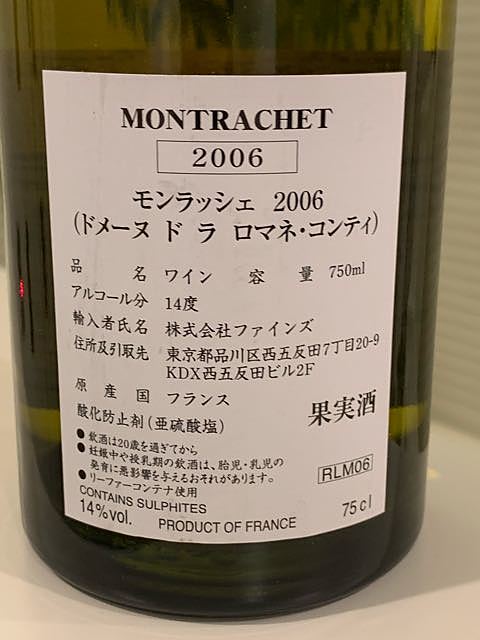 MONTRACHET
2006
モンラッシェ 2006
(ドメーヌ ド ラ ロマネ・コンティ)
品 名 ワイン 容 量 750ml
アルコール分 14度
輸入者氏名 株式会社ファインズ
住所及引取先 東京都品川区西五反田7丁目20-9
KDX西五反田ビル2F
原 産 国 フランス
酸化防止剤(亜硫酸塩) 果実酒
● 飲酒は20歳を過ぎてから
● 妊娠中や授乳期の飲酒は、胎児・乳児の
発育に悪影響を与えるおそれがあります。
● リーファーコンテナ使用 RLM06
CONTAINS SULPHITES
14%vol. PRODUCT OF FRANCE 75cl